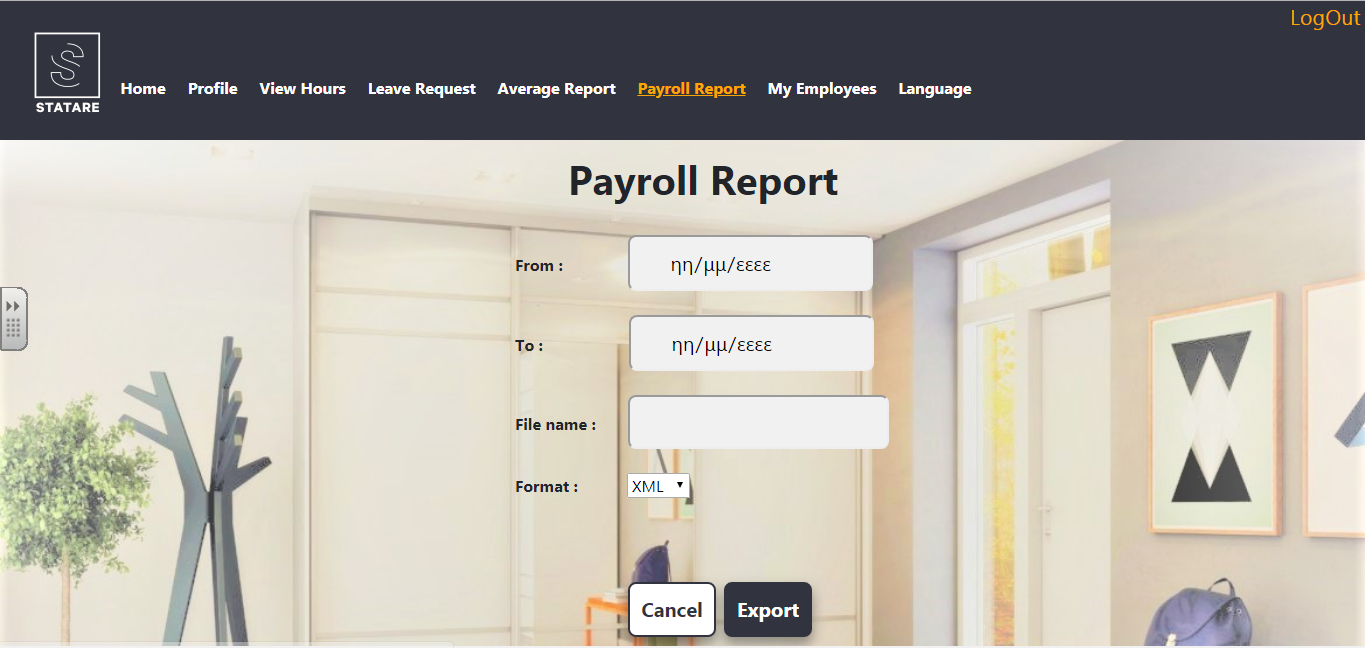 LogOut
STATARE
Home Profile View Hours Leave Request Average Report Payroll Report My Employees Language
Payroll Report
From : ηη/μμ/εεεε
To : ηη/μμ/εεεε
File name :
Format : XML
Cancel Export